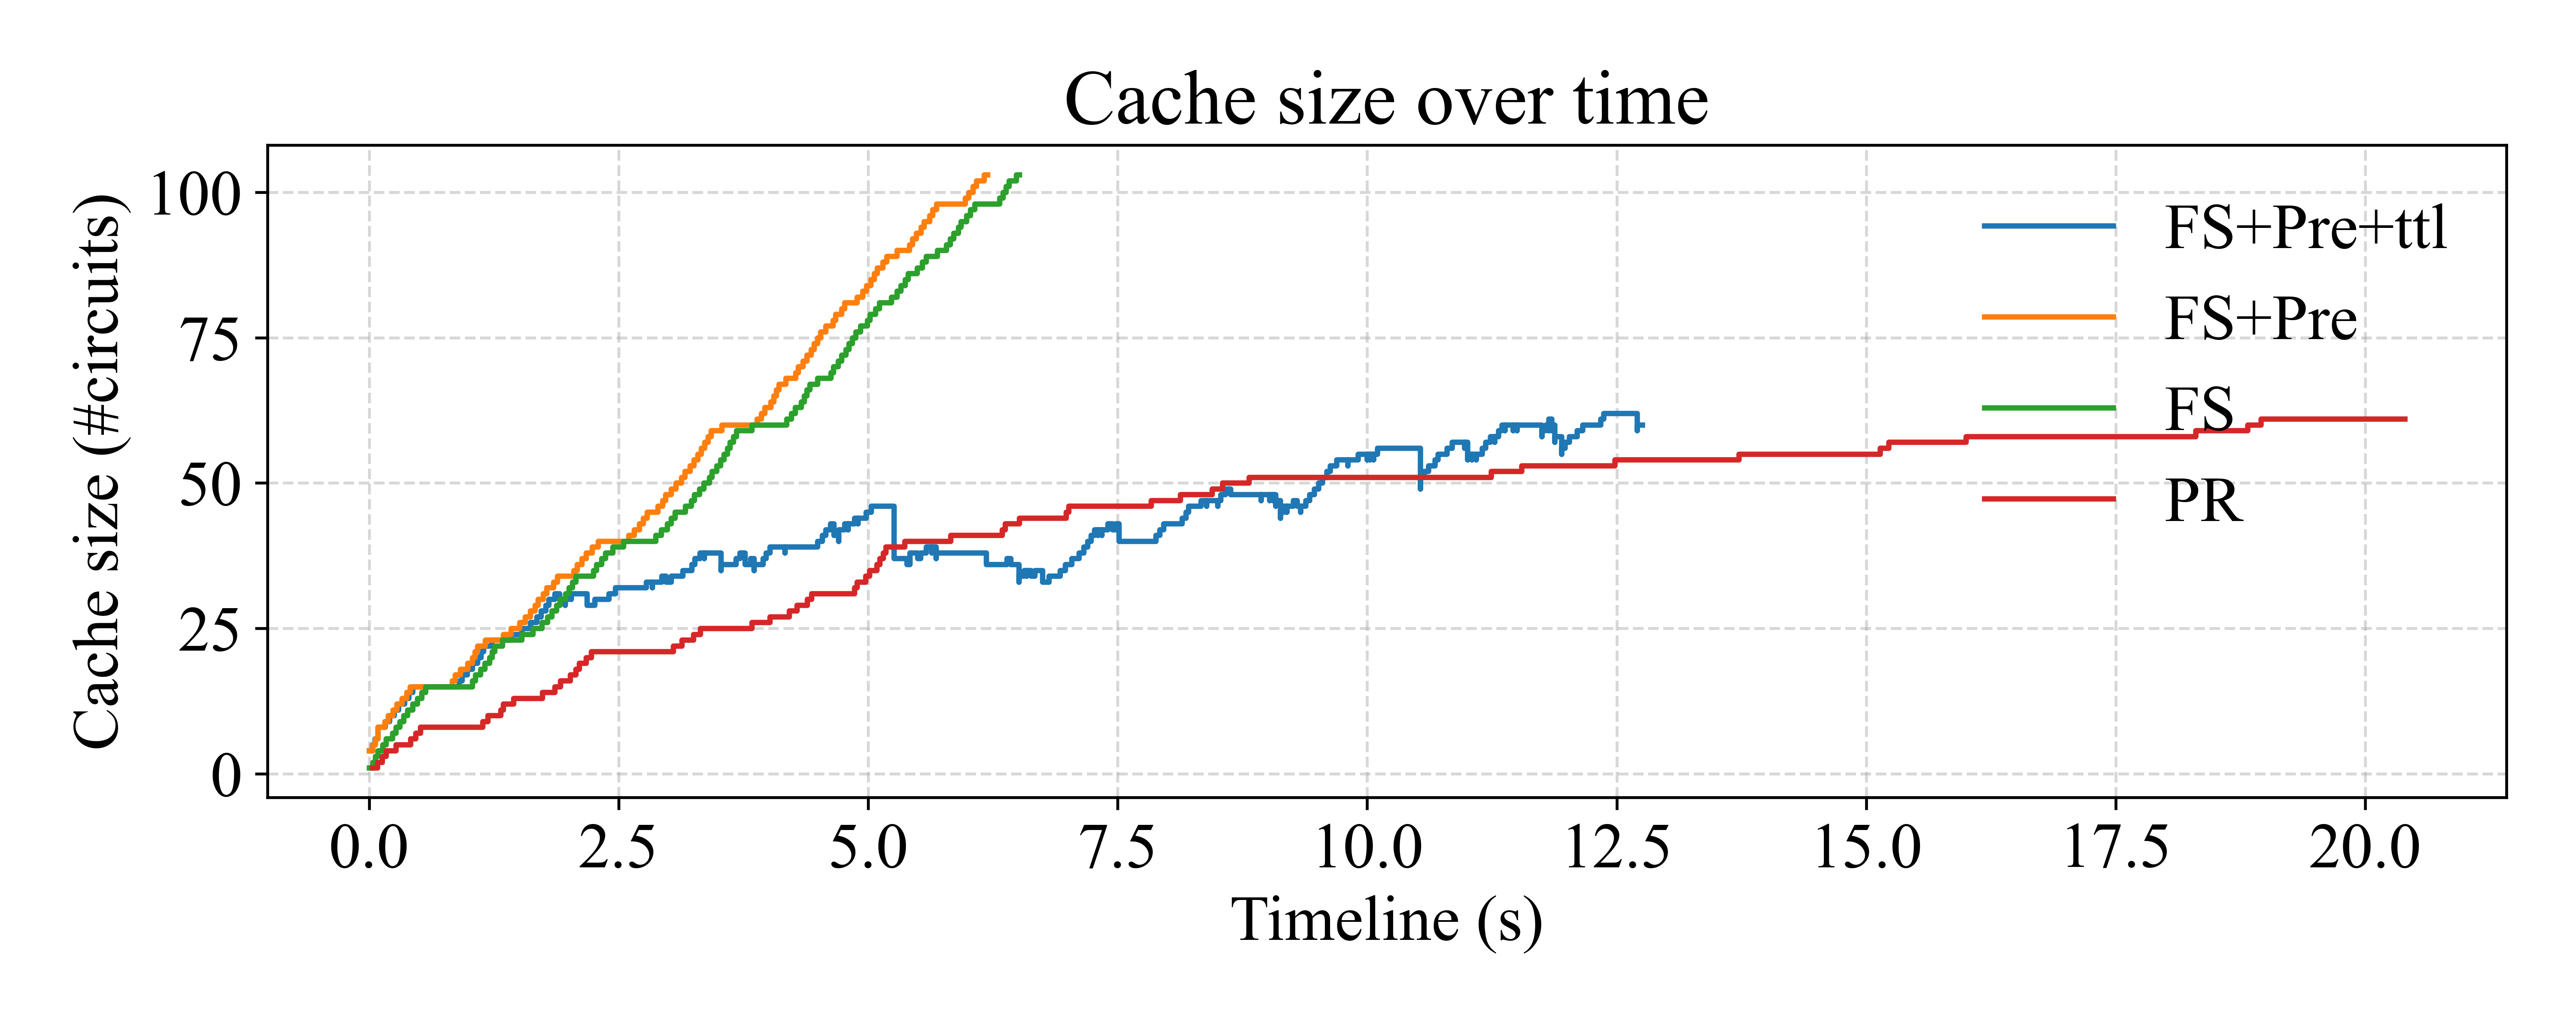 Cache size over time
Cache size (#circuits)
100
75
50
25
0
FS+Pre+ttl
FS+Pre
FS
PR
0.0 2.5 5.0 7.5 10.0 12.5 15.0 17.5 20.0
Timeline (s)